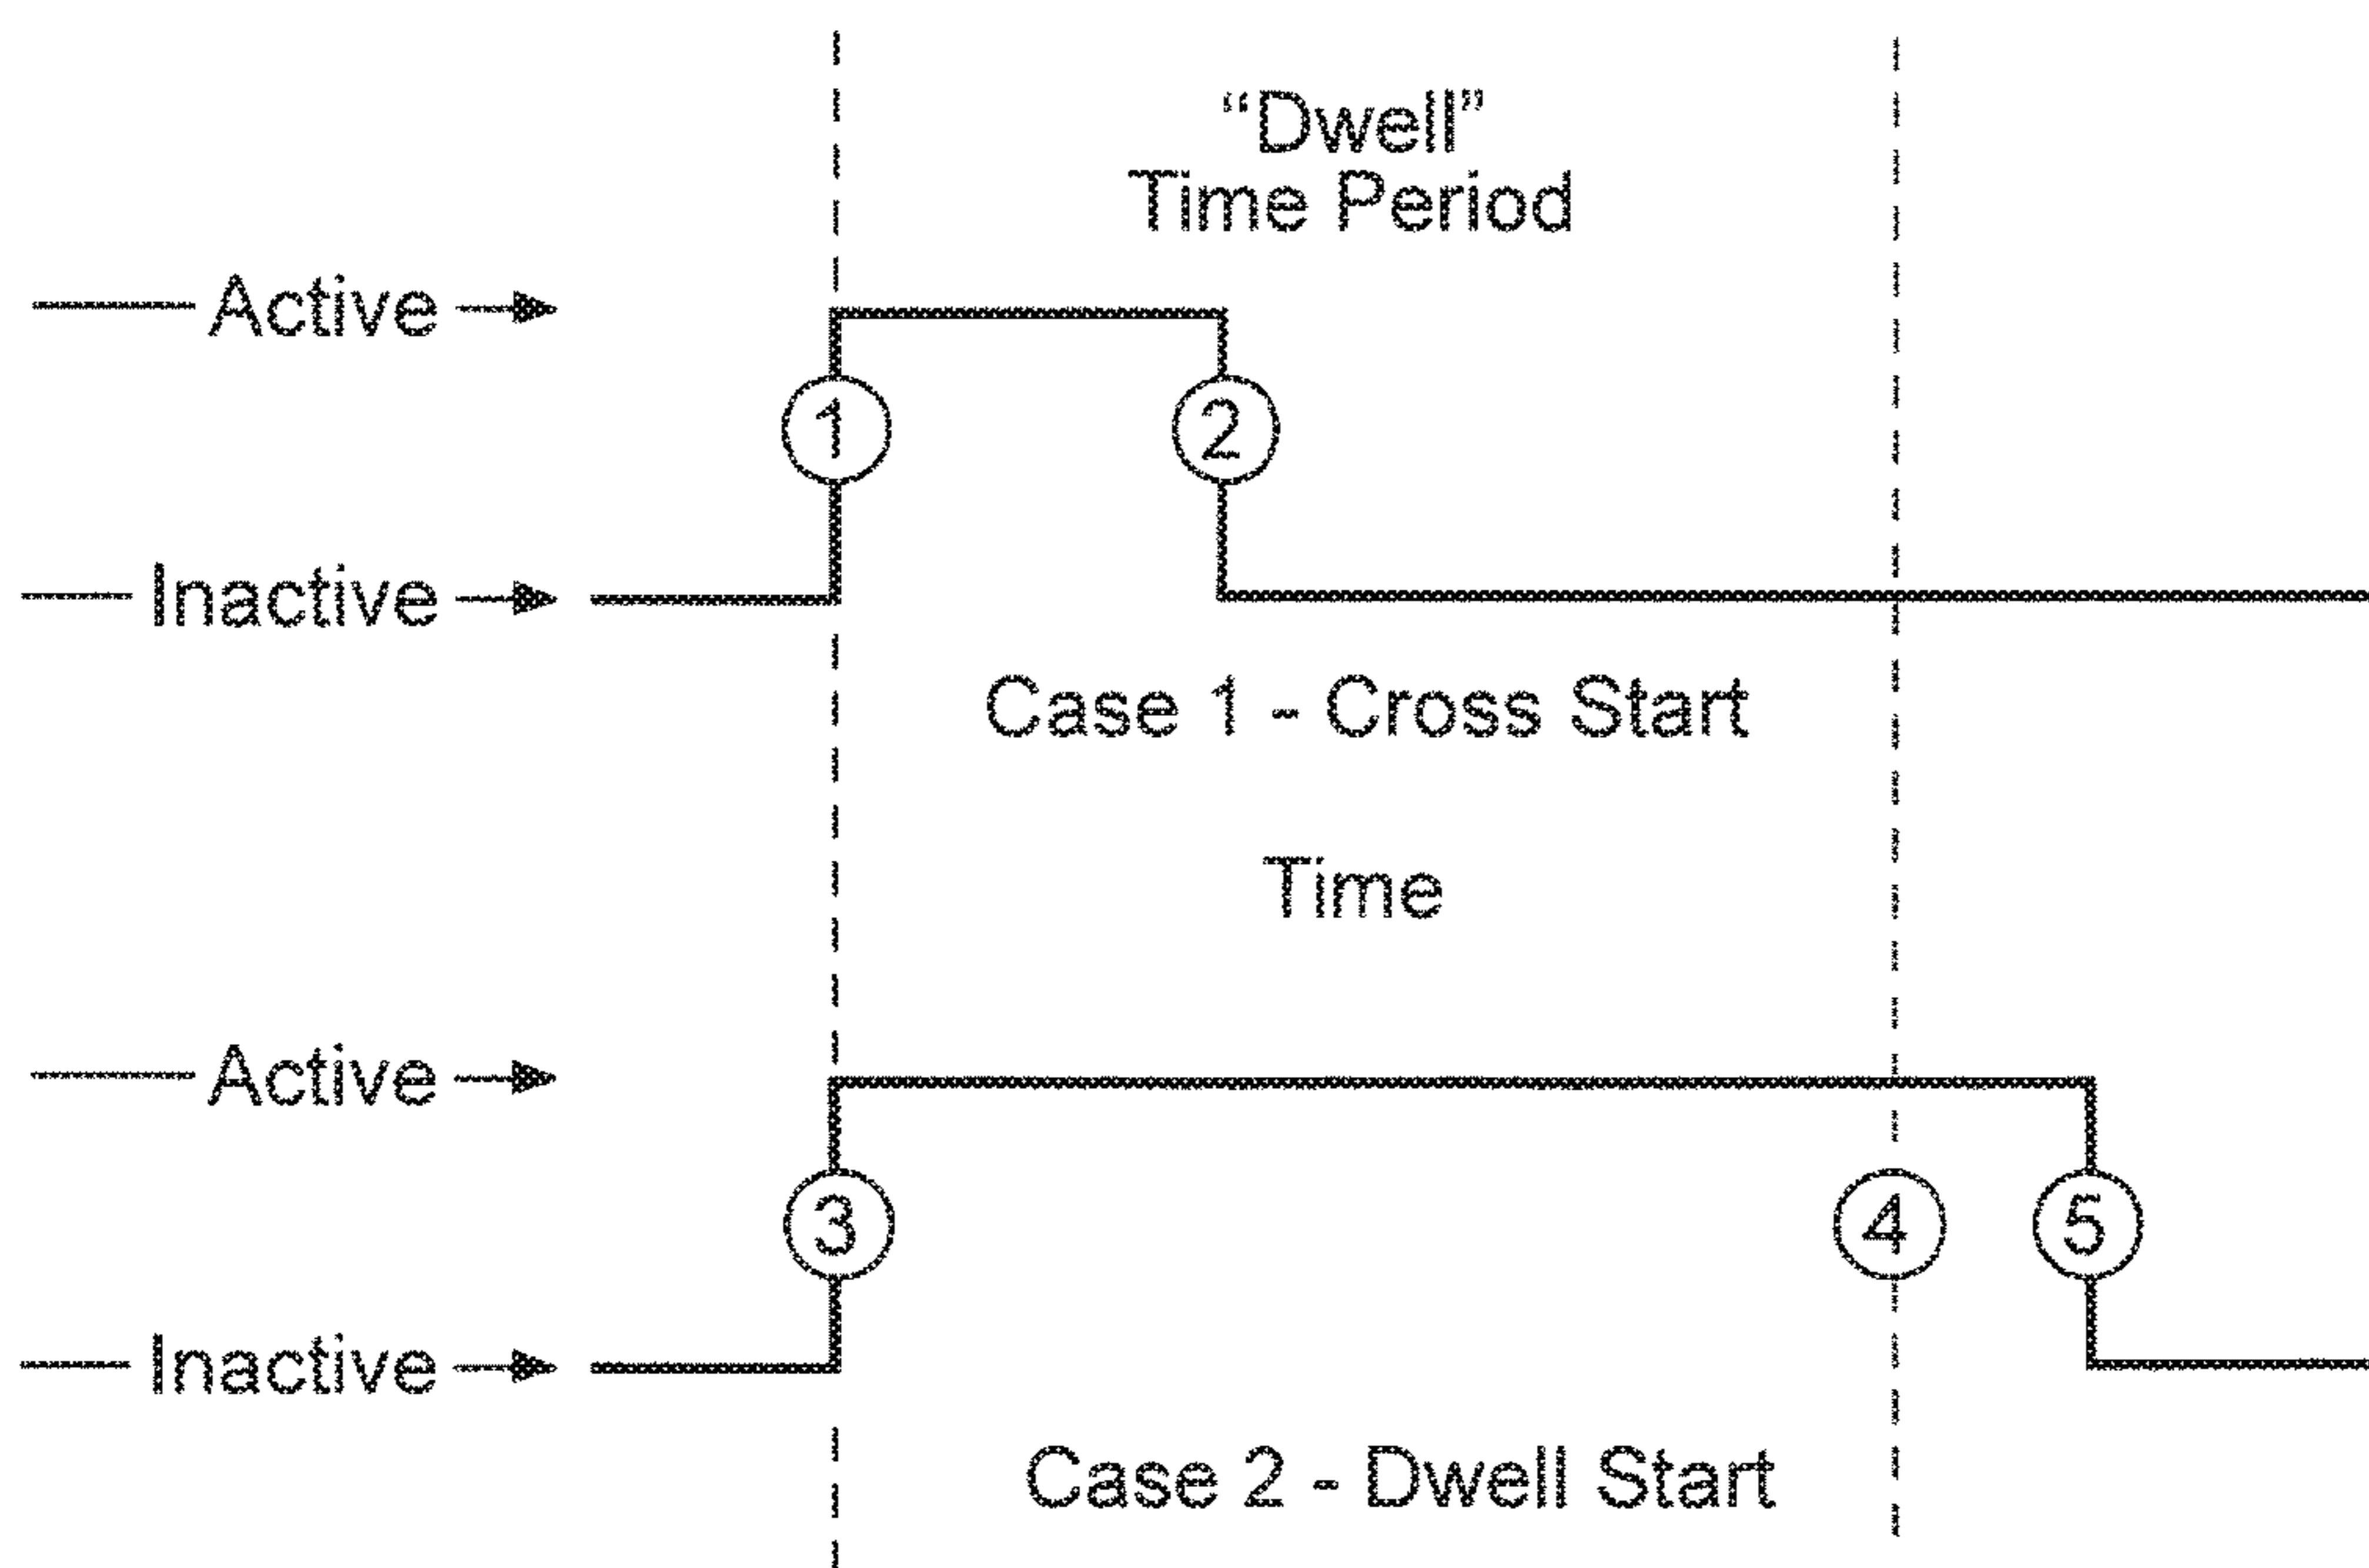 “Dwell”
Time Period
Active
1
2
Inactive
Case 1 - Cross Start
Time
Active
3
4
5
Inactive
Case 2 - Dwell Start